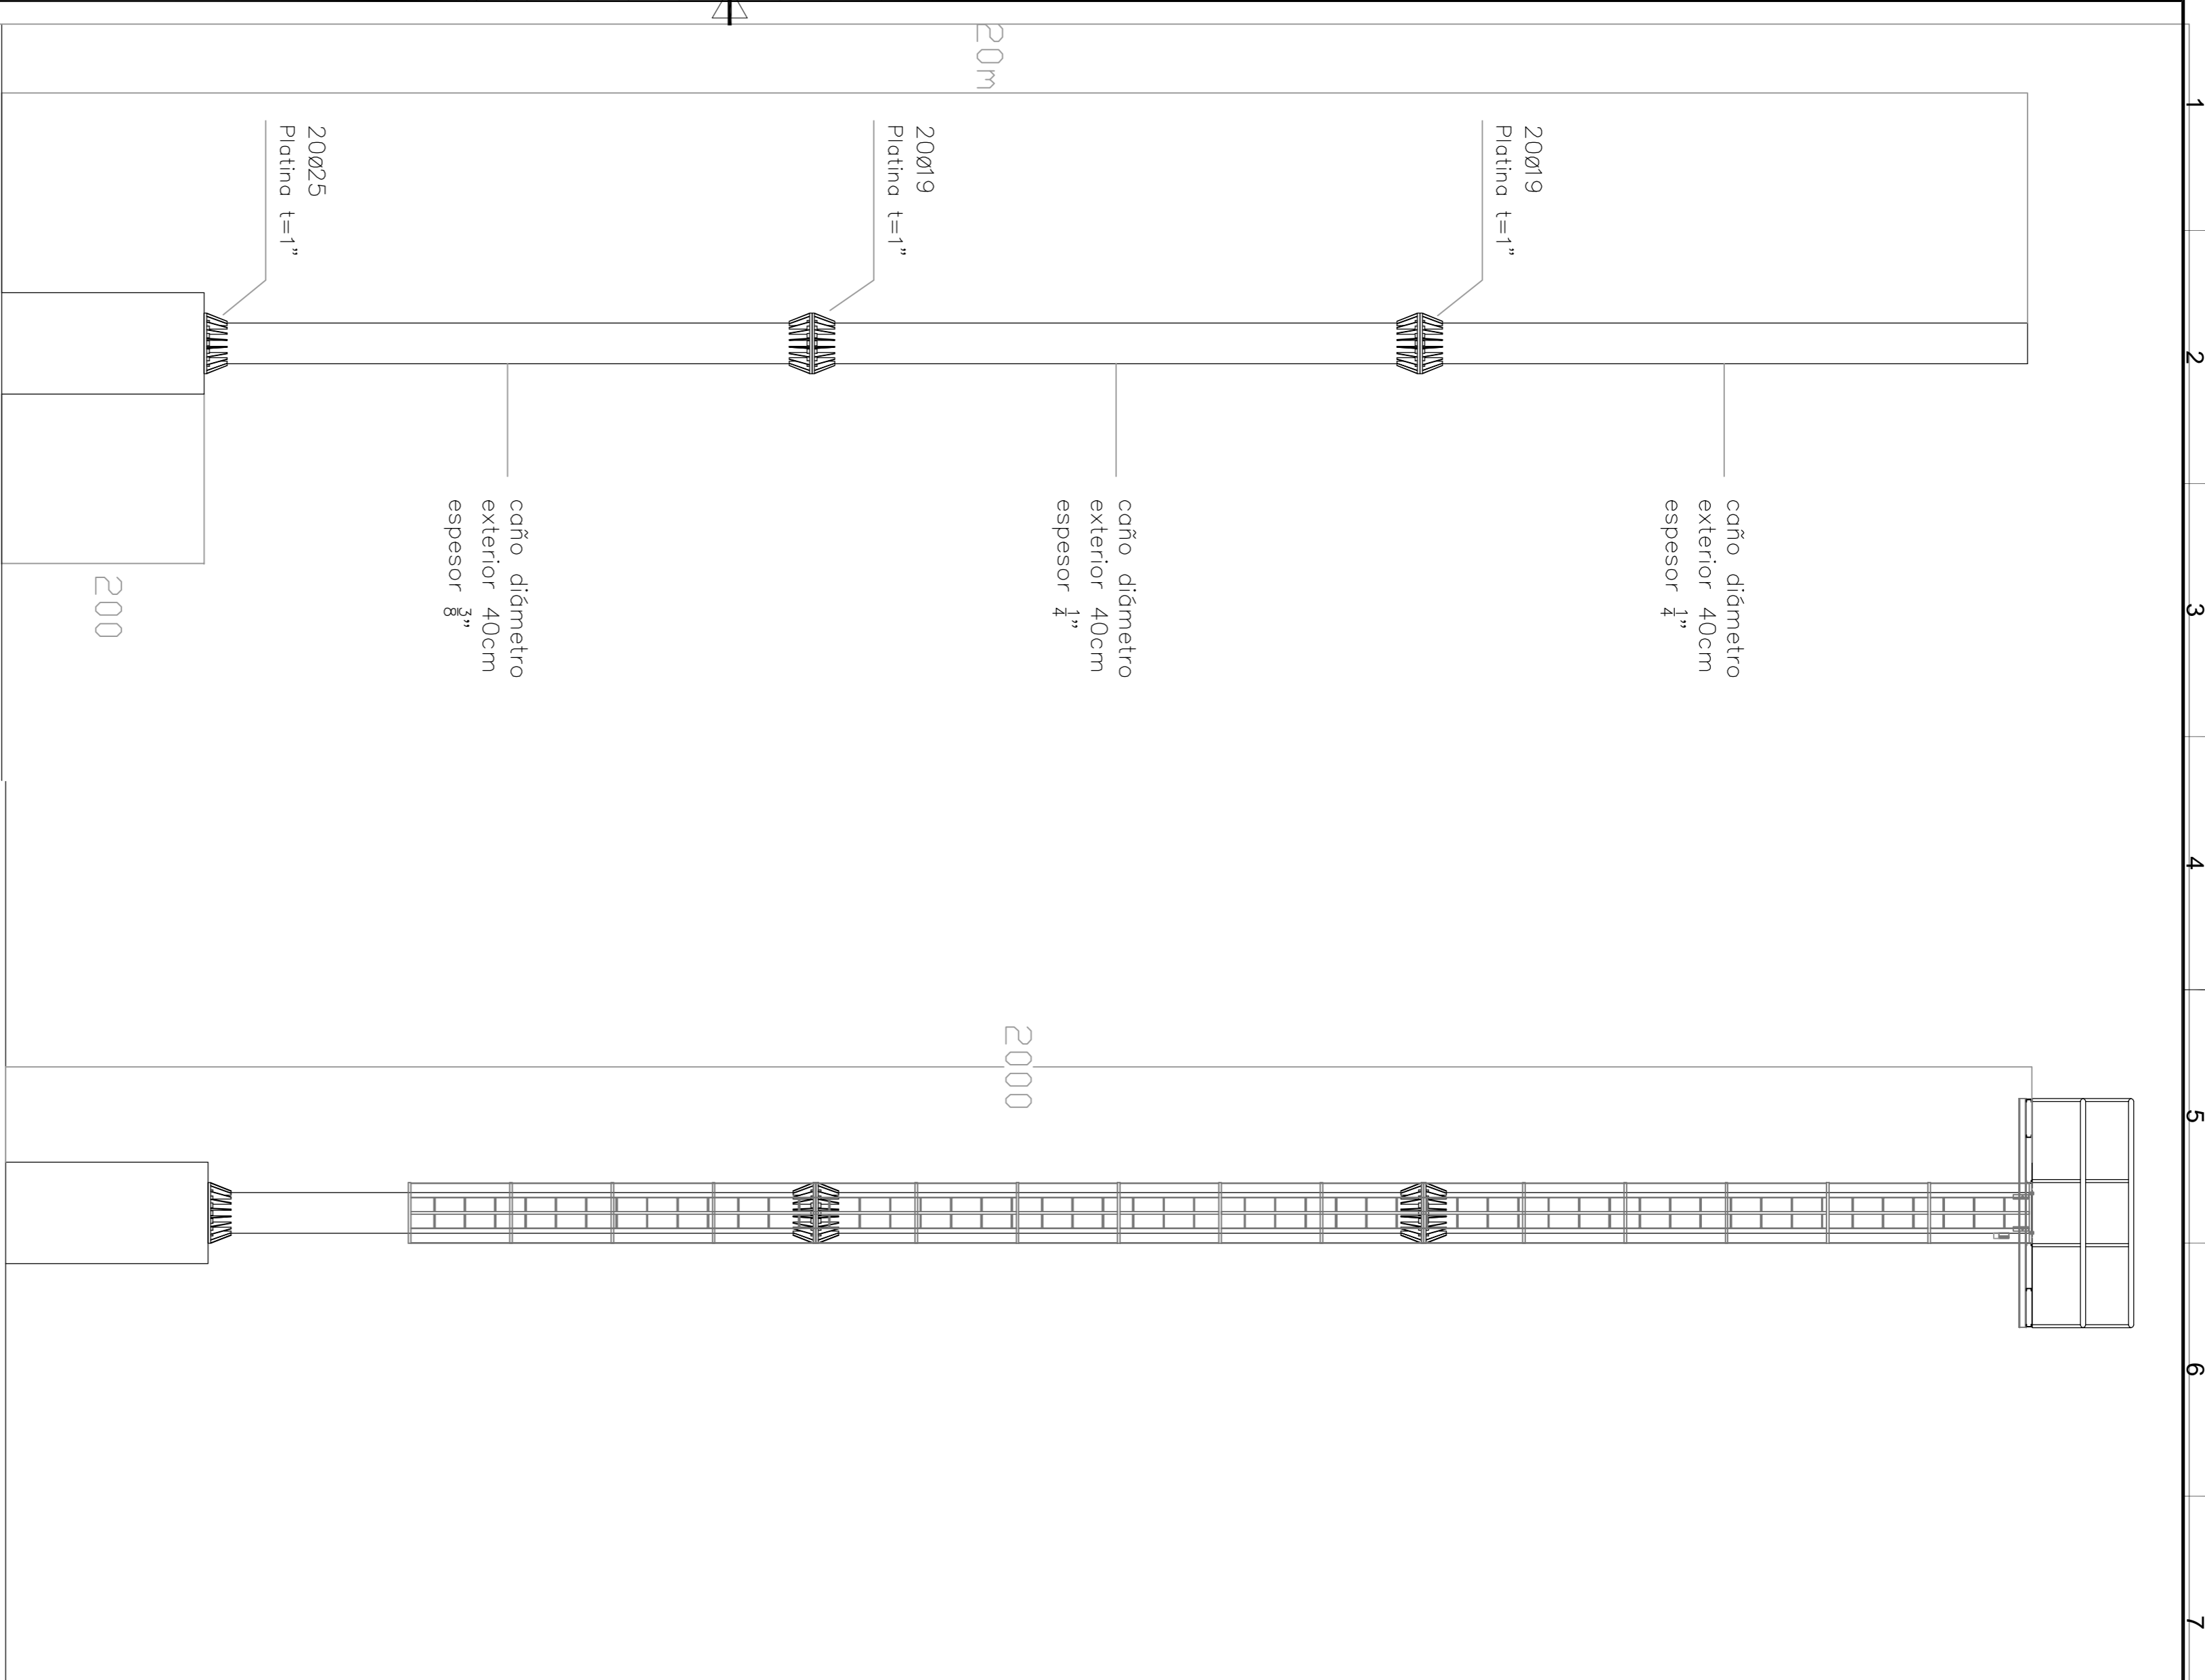 1
2
3
4
5
6
7
20m
20Ø19
Platina t=1"
caño diámetro
exterior 40cm
espesor 1/4"
20Ø19
Platina t=1"
caño diámetro
exterior 40cm
espesor 1/4"
20Ø25
Platina t=1"
caño diámetro
exterior 40cm
espesor 3/8"
200
2000